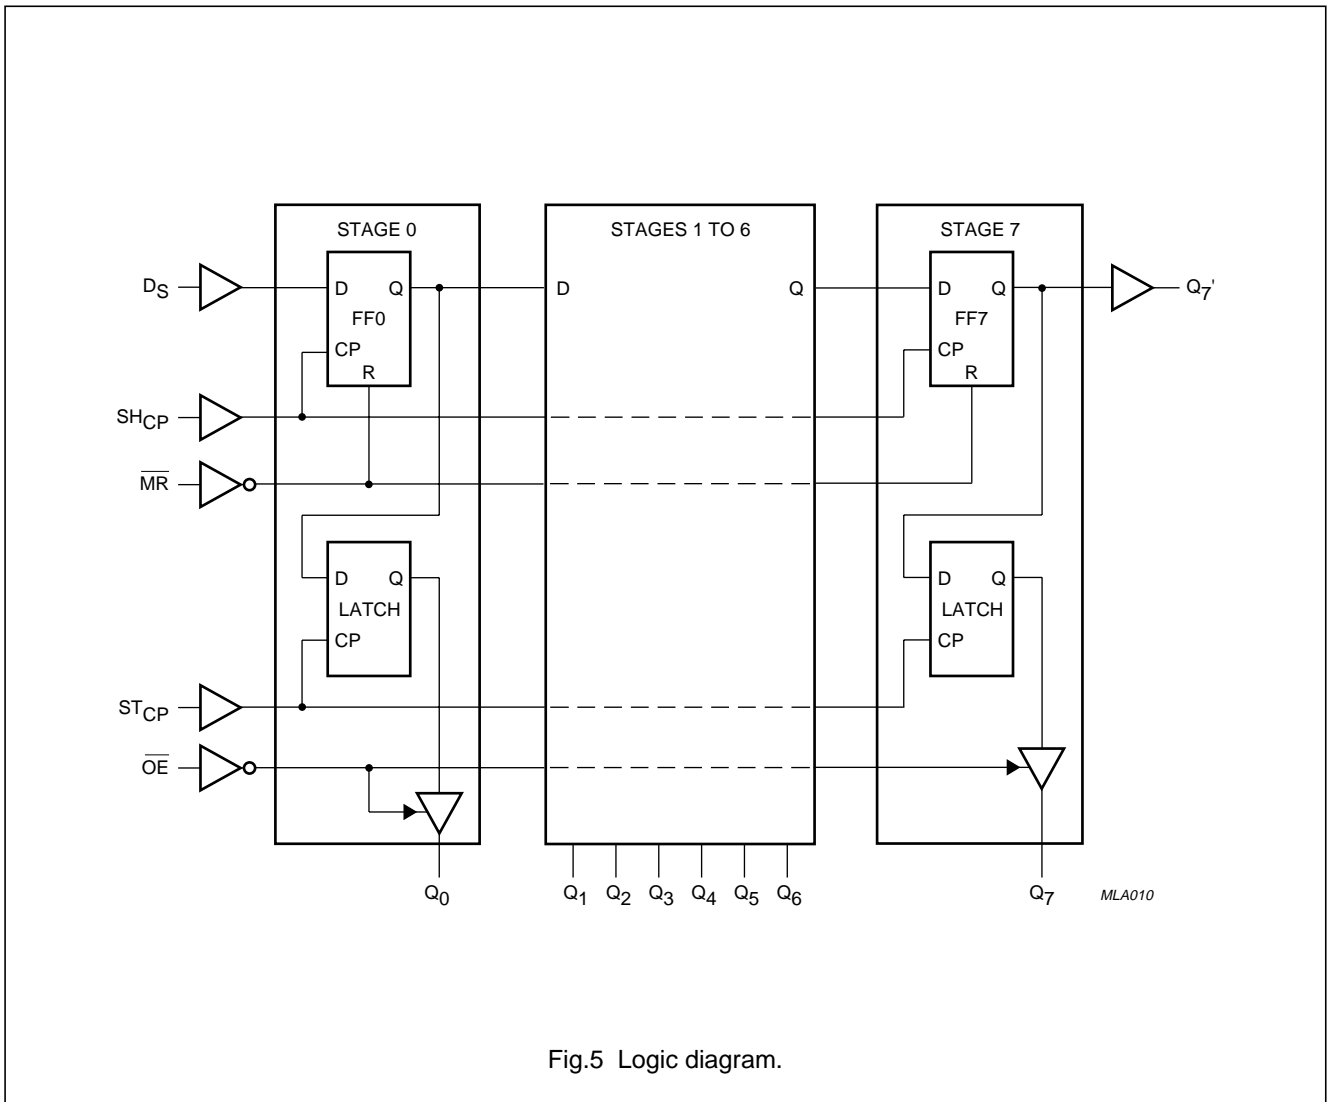 STAGE 0
STAGES 1 TO 6
STAGE 7
DS
D Q
D Q
D Q
Q7'
FF0
FF7
CP
CP
R
R
SHCP
MR
D Q
D Q
LATCH
LATCH
CP
CP
STCP
OE
Q0
Q1 Q2 Q3 Q4 Q5 Q6
Q7
MLA010
Fig.5 Logic diagram.